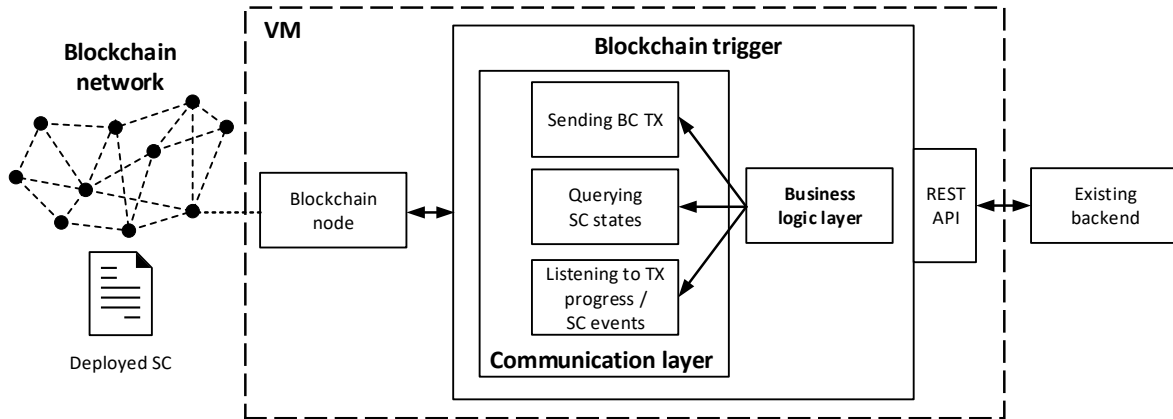 VM
Blockchain
network
Deployed SC
Blockchain
node
Blockchain trigger
Sending BC TX
Querying
SC states
Listening to TX
progress /
SC events
Communication layer
Business
logic layer
REST
API
Existing
backend